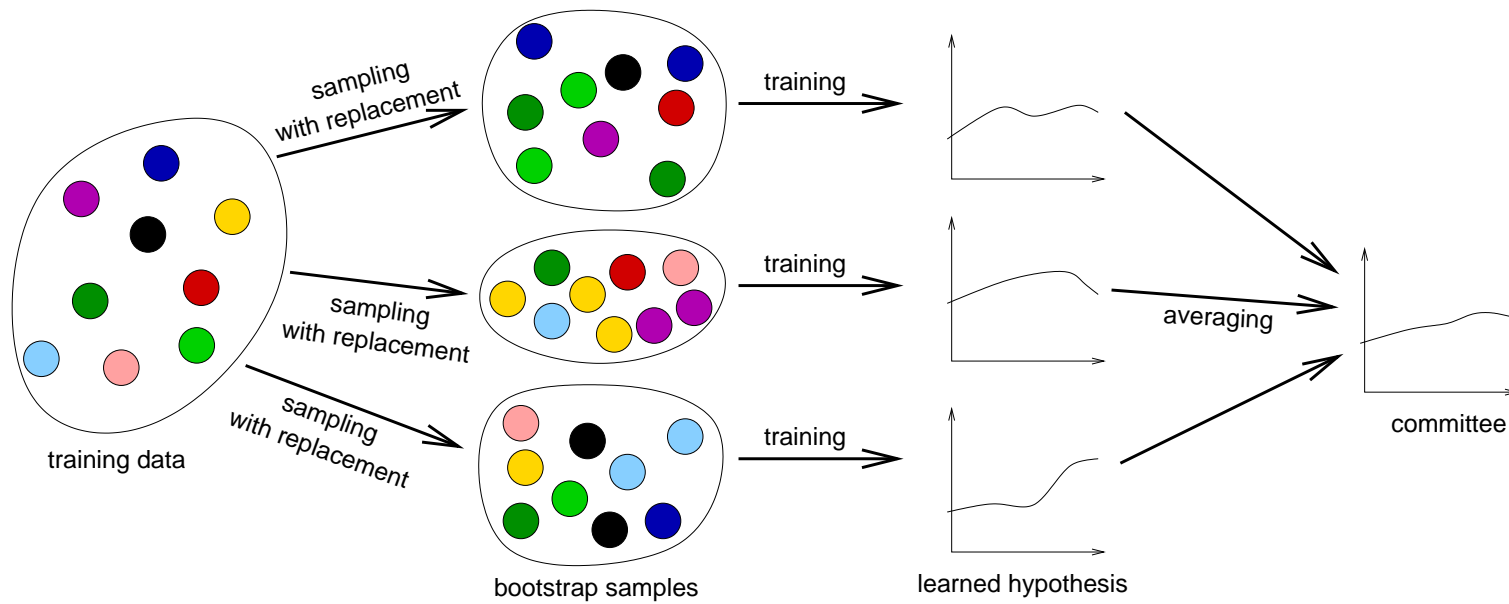 sampling
with replacement
training
sampling
with replacement
training
averaging
sampling
with replacement
training
training data
bootstrap samples
learned hypothesis
committee